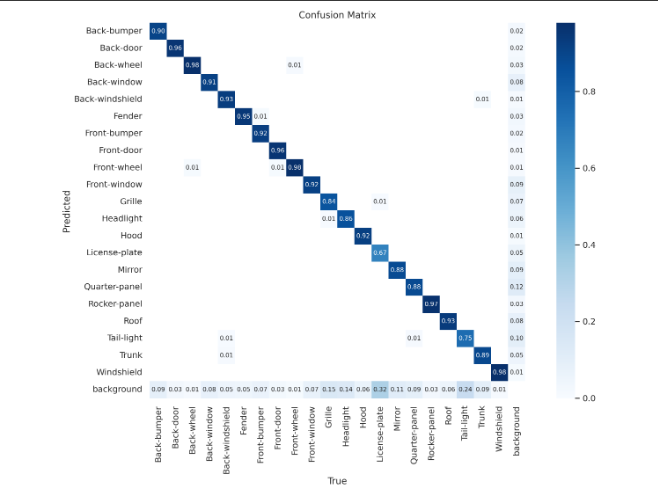 Confusion Matrix
Back-bumper 0.90 0.02
Back-door 0.96 0.02
Back-wheel 0.98 0.01 0.03
Back-window 0.91 0.08
Back-windshield 0.93 0.01 0.01
Fender 0.95 0.01 0.03
Front-bumper 0.92 0.02
Front-door 0.96 0.01
Front-wheel 0.01 0.01 0.98 0.01
Front-window 0.92 0.09
Grille 0.84 0.01 0.07
Headlight 0.01 0.86 0.06
Hood 0.92 0.01
License-plate 0.67 0.05
Mirror 0.88 0.09
Quarter-panel 0.88 0.12
Rocker-panel 0.97 0.03
Roof 0.93 0.08
Tail-light 0.01 0.01 0.75 0.10
Trunk 0.01 0.89 0.05
Windshield 0.98 0.01
background 0.09 0.03 0.01 0.08 0.05 0.05 0.07 0.03 0.01 0.07 0.15 0.14 0.06 0.32 0.11 0.09 0.03 0.06 0.24 0.09 0.01
Predicted
Back-bumper
Back-door
Back-wheel
Back-window
Back-windshield
Fender
Front-bumper
Front-door
Front-wheel
Front-window
Grille
Headlight
Hood
License-plate
Mirror
Quarter-panel
Rocker-panel
Roof
Tail-light
Trunk
Windshield
background
True
0.8
0.6
0.4
0.2
0.0